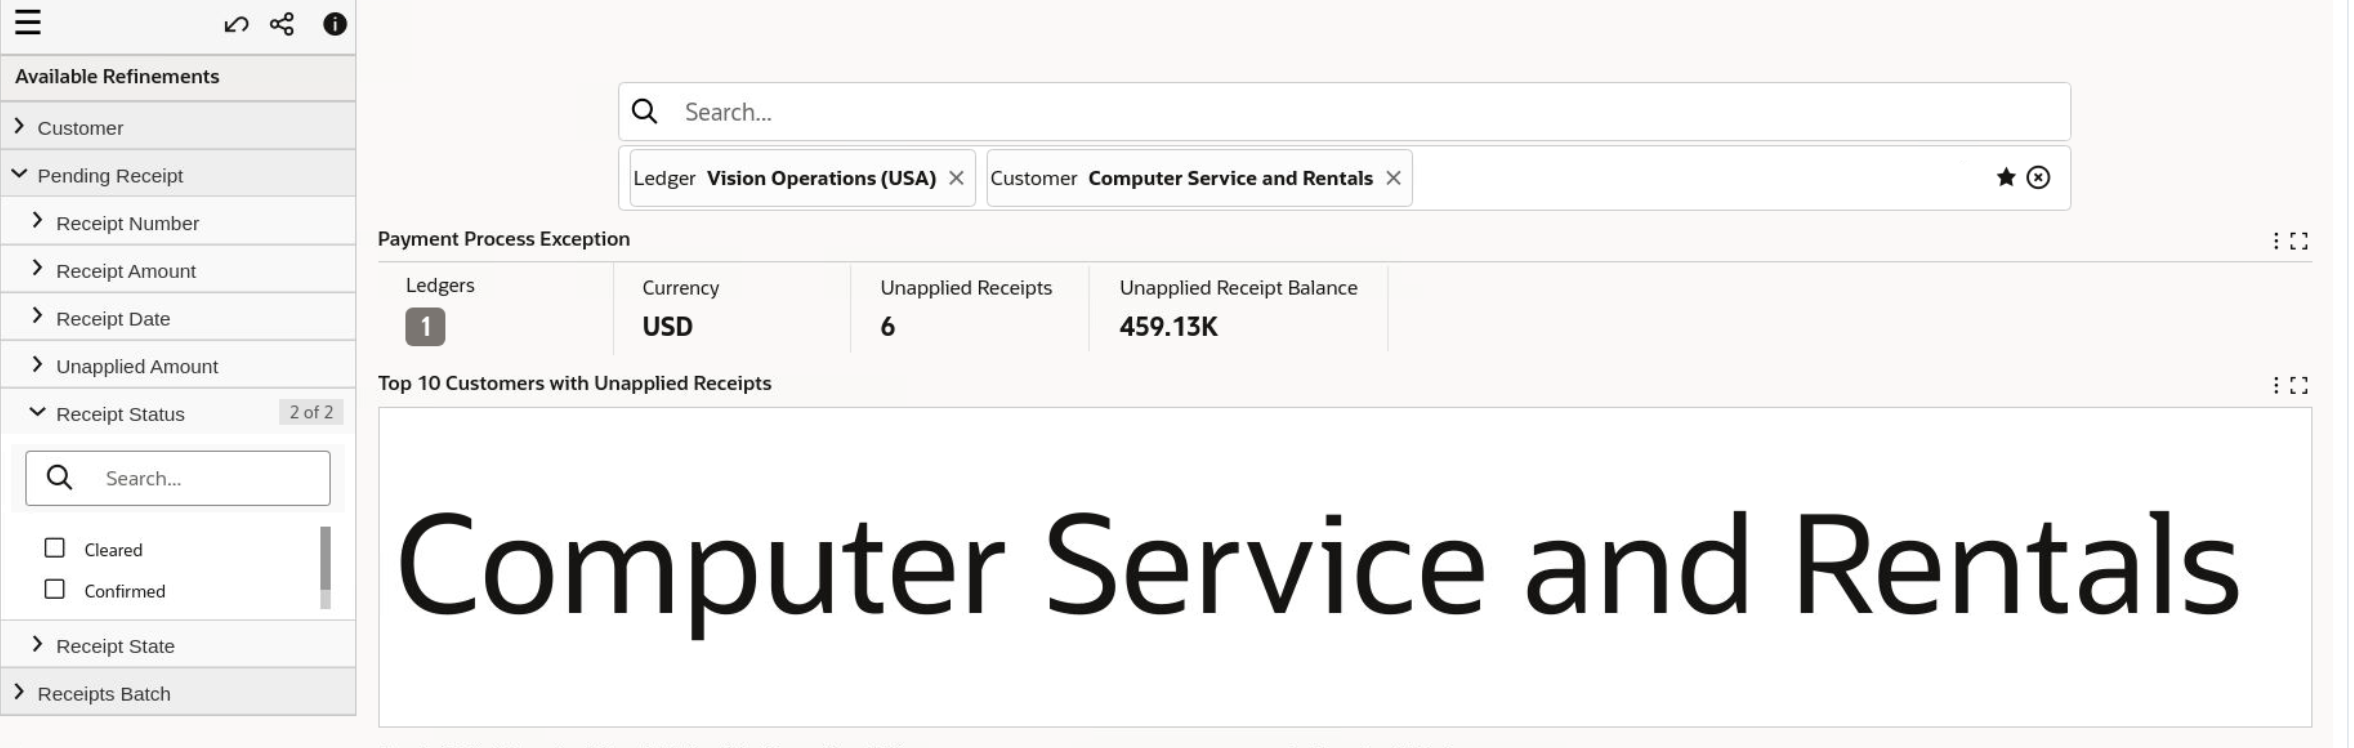 Available Refinements
Customer
Pending Receipt
Receipt Number
Receipt Amount
Receipt Date
Unapplied Amount
Receipt Status 2 of 2
Search...
Cleared
Confirmed
Receipt State
Receipts Batch
Search...
Ledger Vision Operations (USA) Customer Computer Service and Rentals
Payment Process Exception
Ledgers Currency Unapplied Receipts Unapplied Receipt Balance
1 USD 6 459.13K
Top 10 Customers with Unapplied Receipts
Computer Service and Rentals